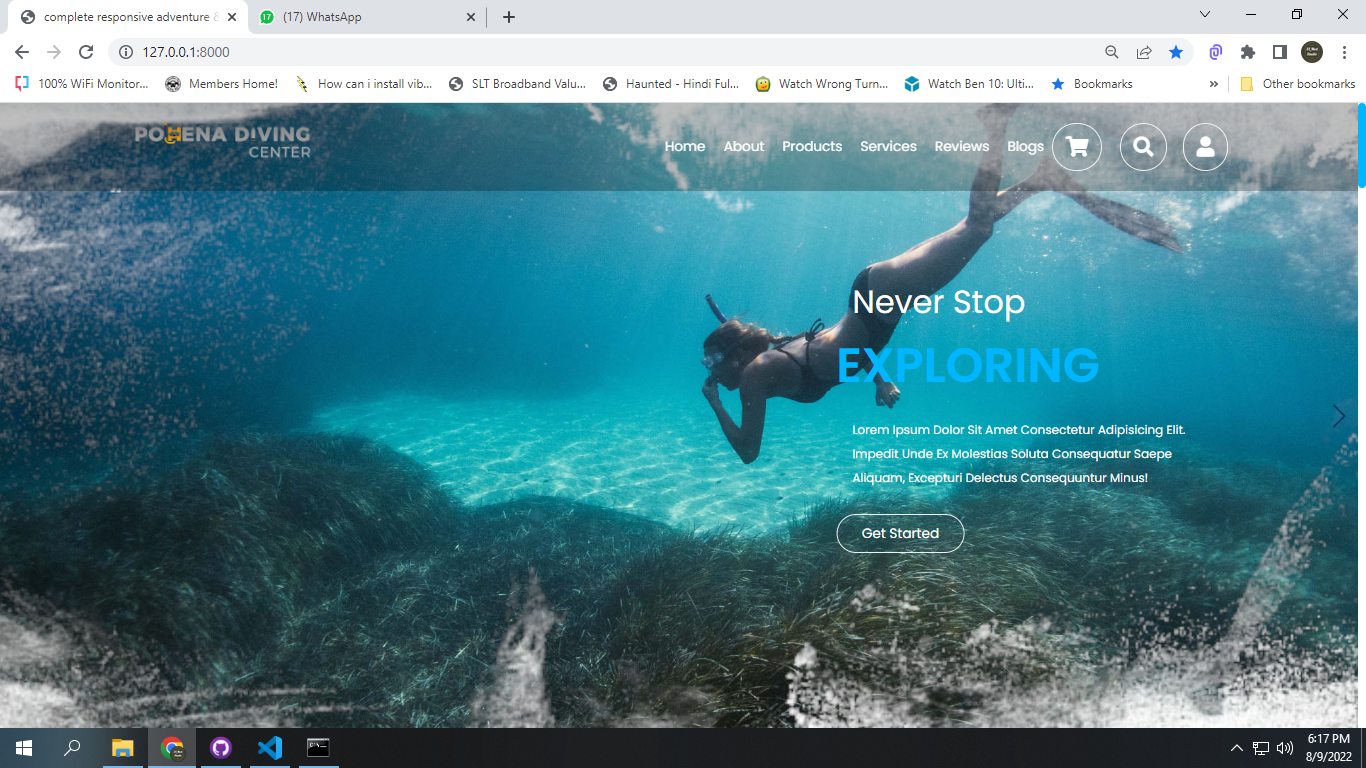 complete responsive adventure &
17
(17) WhatsApp
127.0.0.1:8000
100% WiFi Monitor...
Members Home!
How can i install vib...
SLT Broadband Valu...
Haunted - Hindi Ful...
Watch Wrong Turn...
Watch Ben 10: Ulti...
Bookmarks
»
Other bookmarks
DIVING
CENTER
Home
About
Products
Services
Reviews
Blogs
Never Stop
EXPLORING
Lorem Ipsum Dolor Sit Amet Consectetur Adipisicing Elit.
Impedit Unde Ex Molestias Soluta Consequatur Saepe
Aliquam, Excepturi Delectus Consequuntur Minus!
Get Started
6:17 PM
8/9/2022